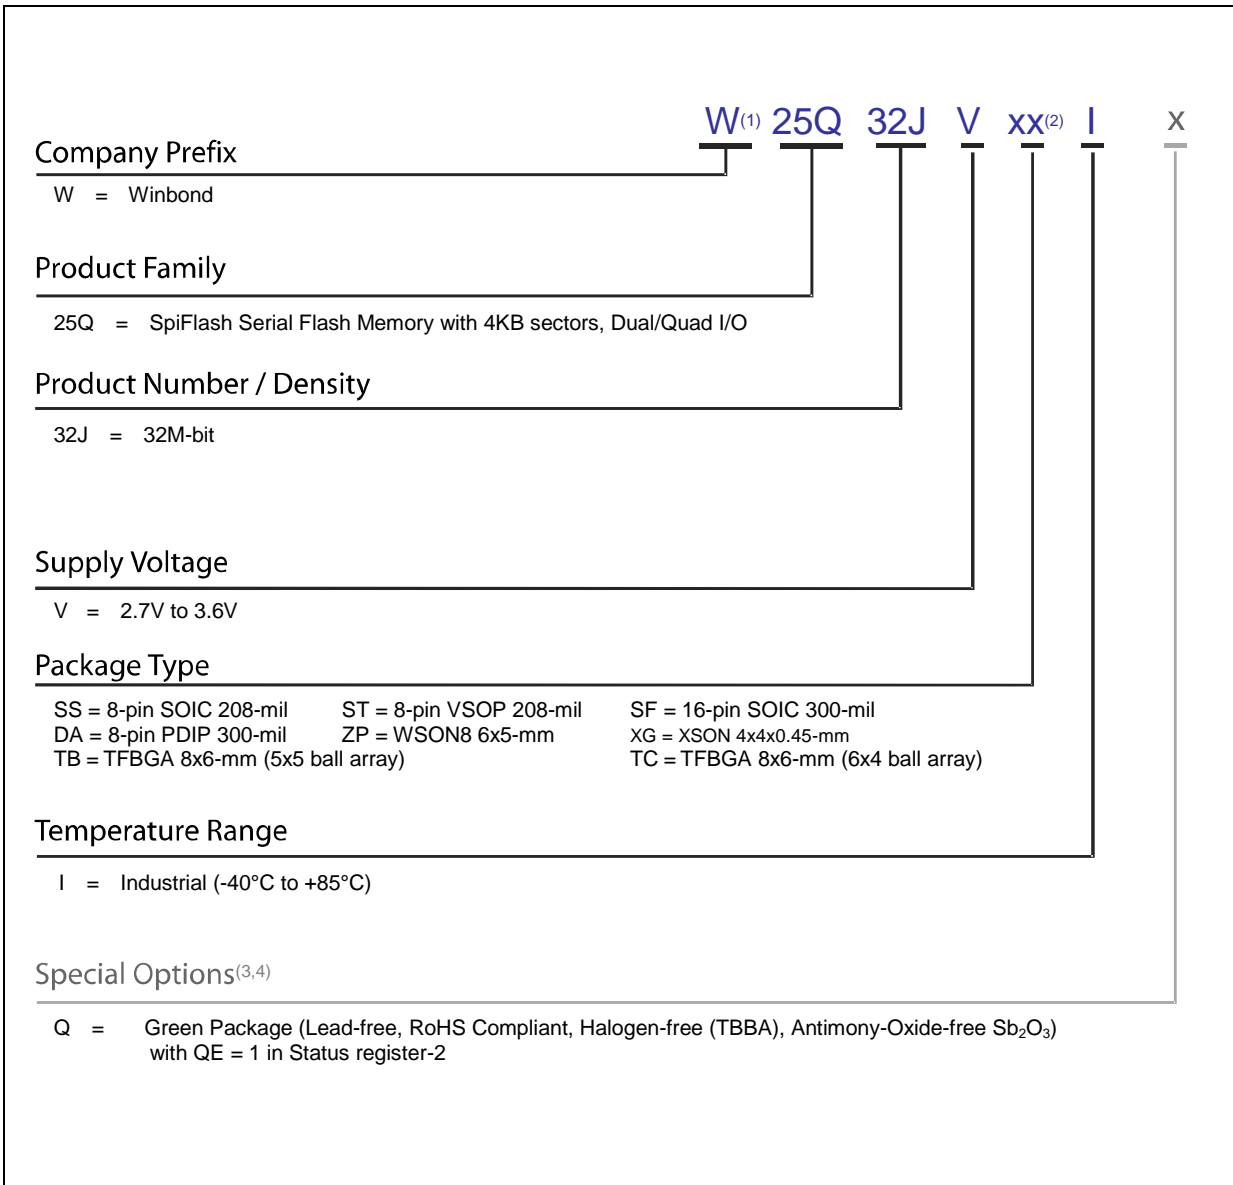 W(1) 25Q 32J V xx(2) I x
Company Prefix
W = Winbond
Product Family
25Q = SpiFlash Serial Flash Memory with 4KB sectors, Dual/Quad I/O
Product Number / Density
32J = 32M-bit
Supply Voltage
V = 2.7V to 3.6V
Package Type
SS = 8-pin SOIC 208-mil ST = 8-pin VSOP 208-mil SF = 16-pin SOIC 300-mil
DA = 8-pin PDIP 300-mil ZP = WSON8 6x5-mm XG = XSON 4x4x0.45-mm
TB = TFBGA 8x6-mm (5x5 ball array) TC = TFBGA 8x6-mm (6x4 ball array)
Temperature Range
I = Industrial (-40°C to +85°C)
Special Options(3,4)
Q = Green Package (Lead-free, RoHS Compliant, Halogen-free (TBBA), Antimony-Oxide-free Sb₂O₃)
with QE = 1 in Status register-2